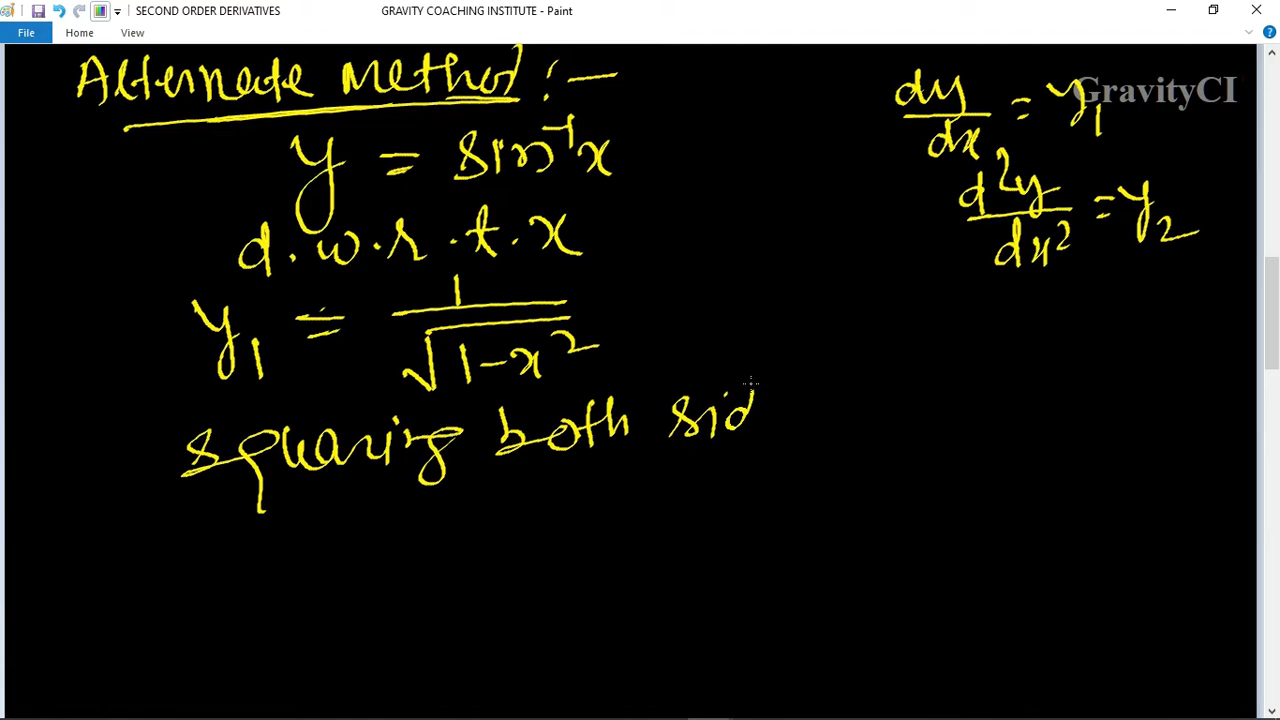 SECOND ORDER DERIVATIVES
GRAVITY COACHING INSTITUTE - Paint
File Home View
Alternate Method :-
y = sin⁻¹x
d.w.r.t.x
y₁ = 1/√(1-x²)
squaring both sid
GravityCI
dy/dx = y₁
d²y/dx² = y₂